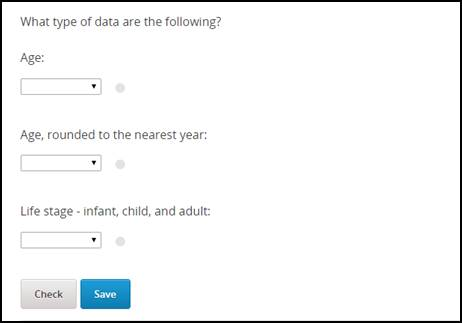 What type of data are the following?
Age:
Age, rounded to the nearest year:
Life stage - infant, child, and adult:
Check Save